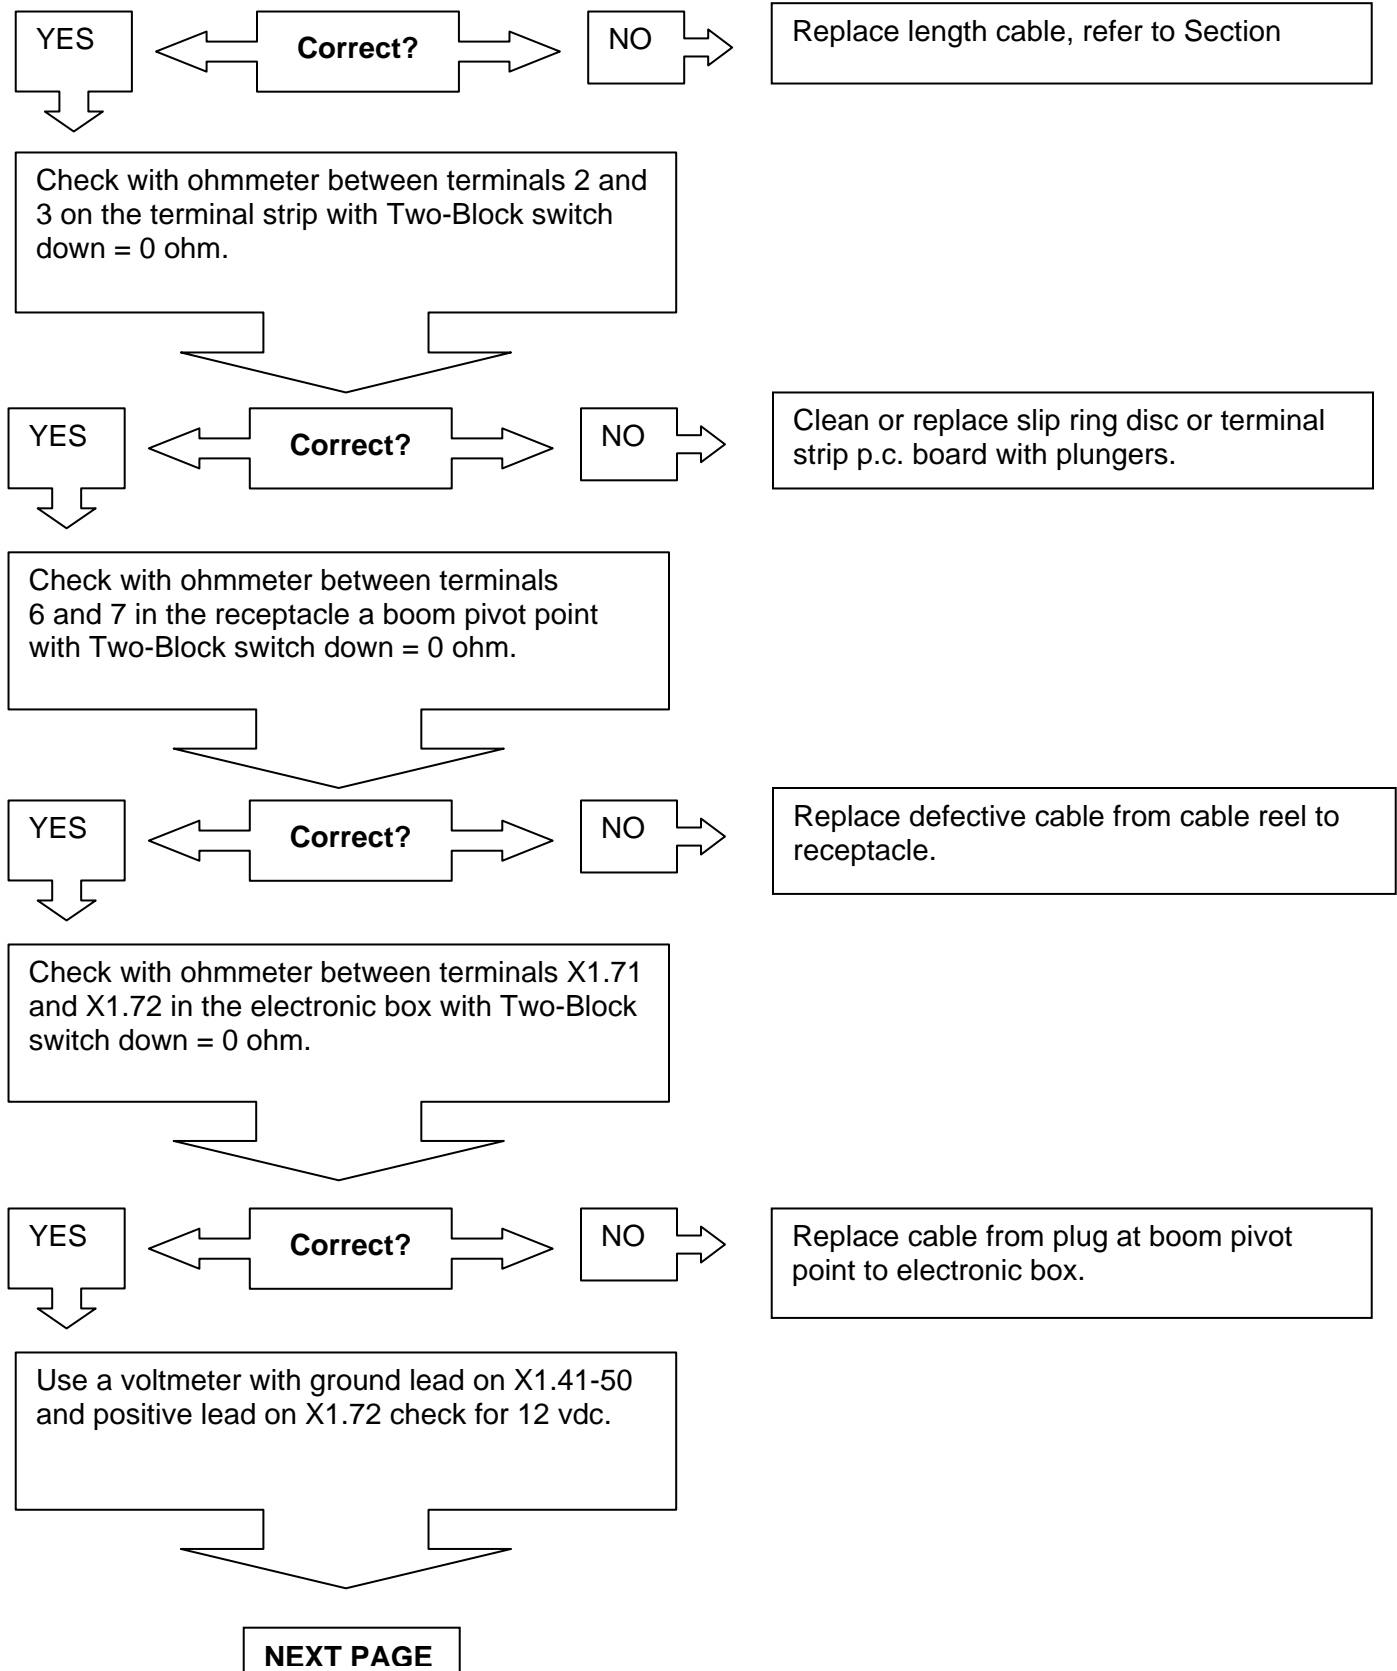 YES
Correct?
NO
Replace length cable, refer to Section
Check with ohmmeter between terminals 2 and
3 on the terminal strip with Two-Block switch
down = 0 ohm.
YES
Correct?
NO
Clean or replace slip ring disc or terminal
strip p.c. board with plungers.
Check with ohmmeter between terminals
6 and 7 in the receptacle a boom pivot point
with Two-Block switch down = 0 ohm.
YES
Correct?
NO
Replace defective cable from cable reel to
receptacle.
Check with ohmmeter between terminals X1.71
and X1.72 in the electronic box with Two-Block
switch down = 0 ohm.
YES
Correct?
NO
Replace cable from plug at boom pivot
point to electronic box.
Use a voltmeter with ground lead on X1.41-50
and positive lead on X1.72 check for 12 vdc.
NEXT PAGE